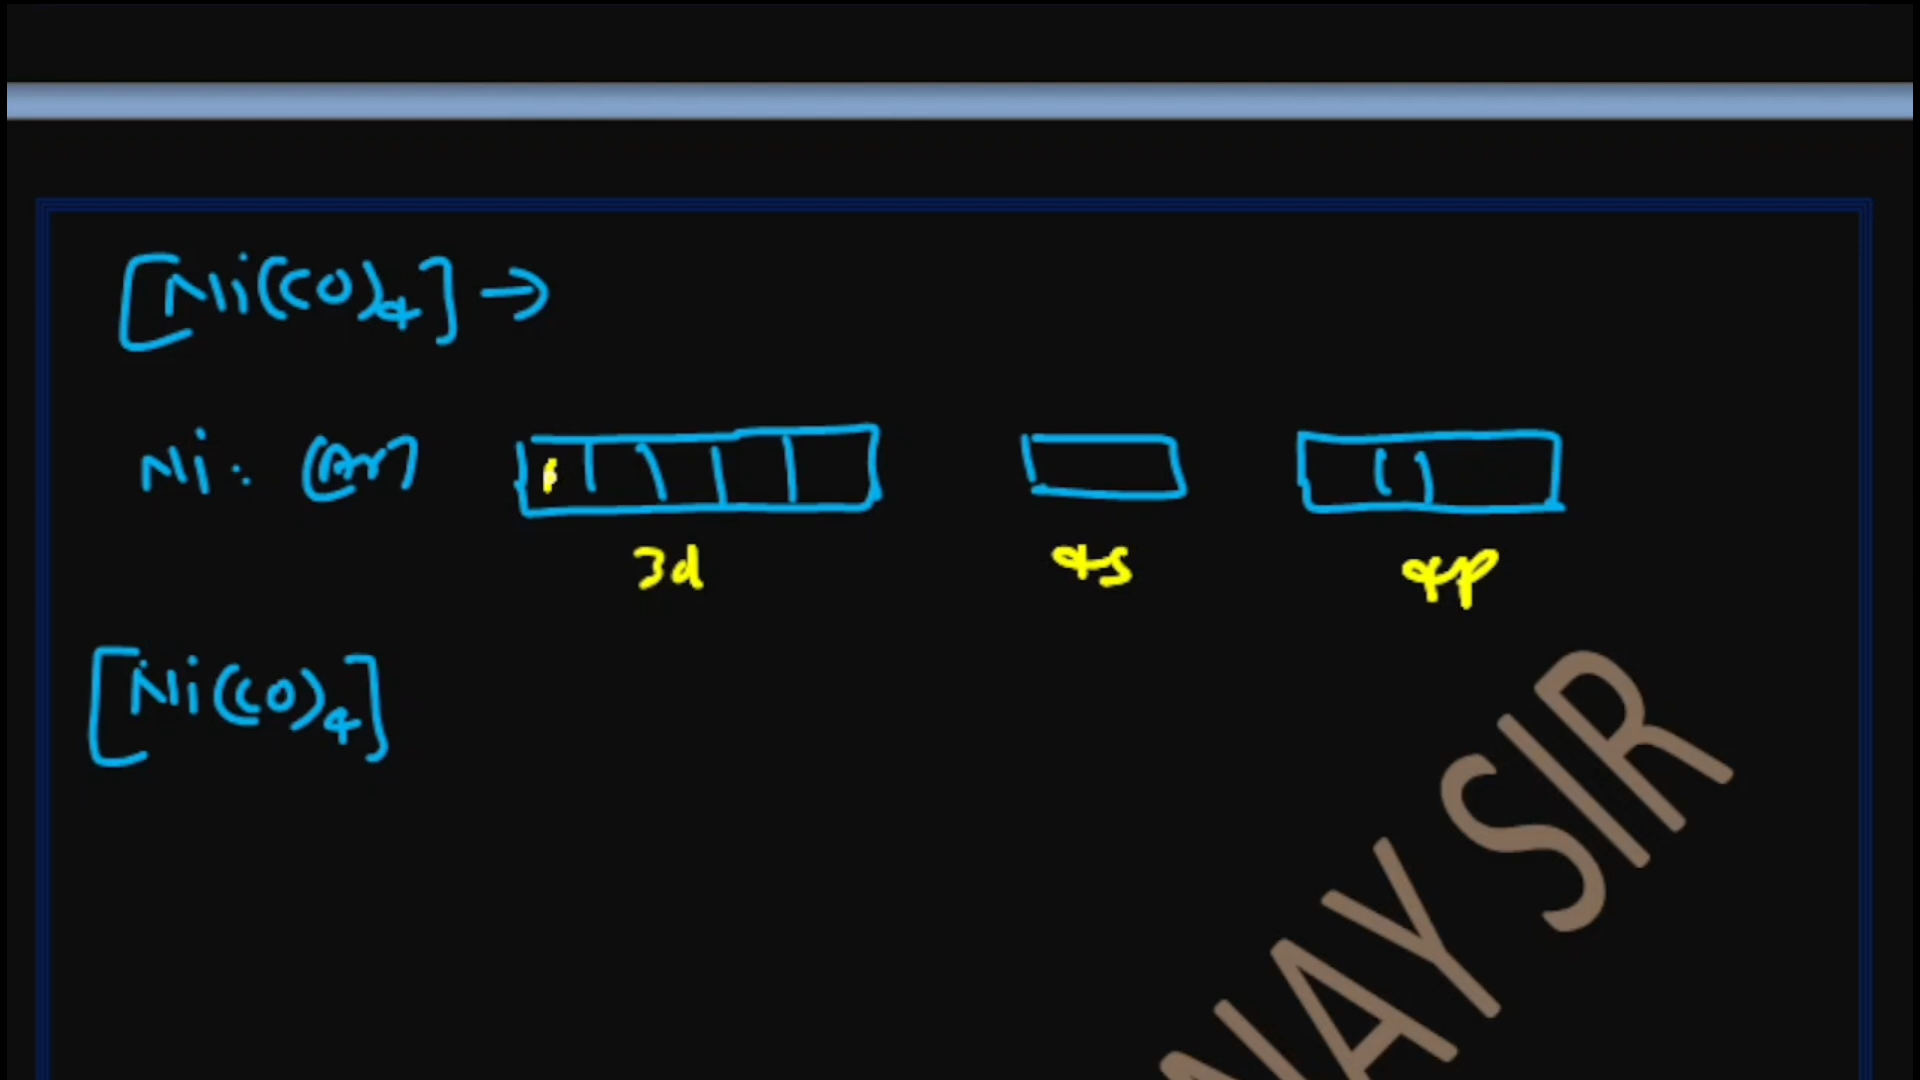 [Ni(CO)4] →
Ni: (Ar]
3d 4s 4p
[Ni(CO)4]
NAY SIR